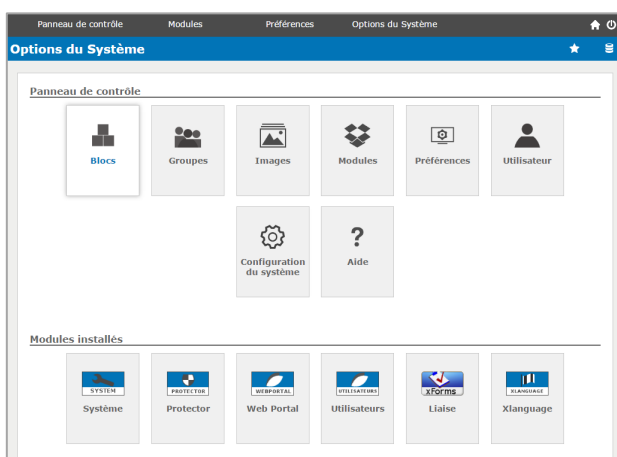 Panneau de contrôle Modules Préférences Options du Système
Options du Système
Panneau de contrôle
Blocs Groupes Images Modules Préférences Utilisateur
Configuration du système Aide
Modules installés
SYSTEM PROTECTOR WEBPORTAL UTILISATEURS xForms XLANGUAGE
Système Protector Web Portal Utilisateurs Liaise Xlanguage